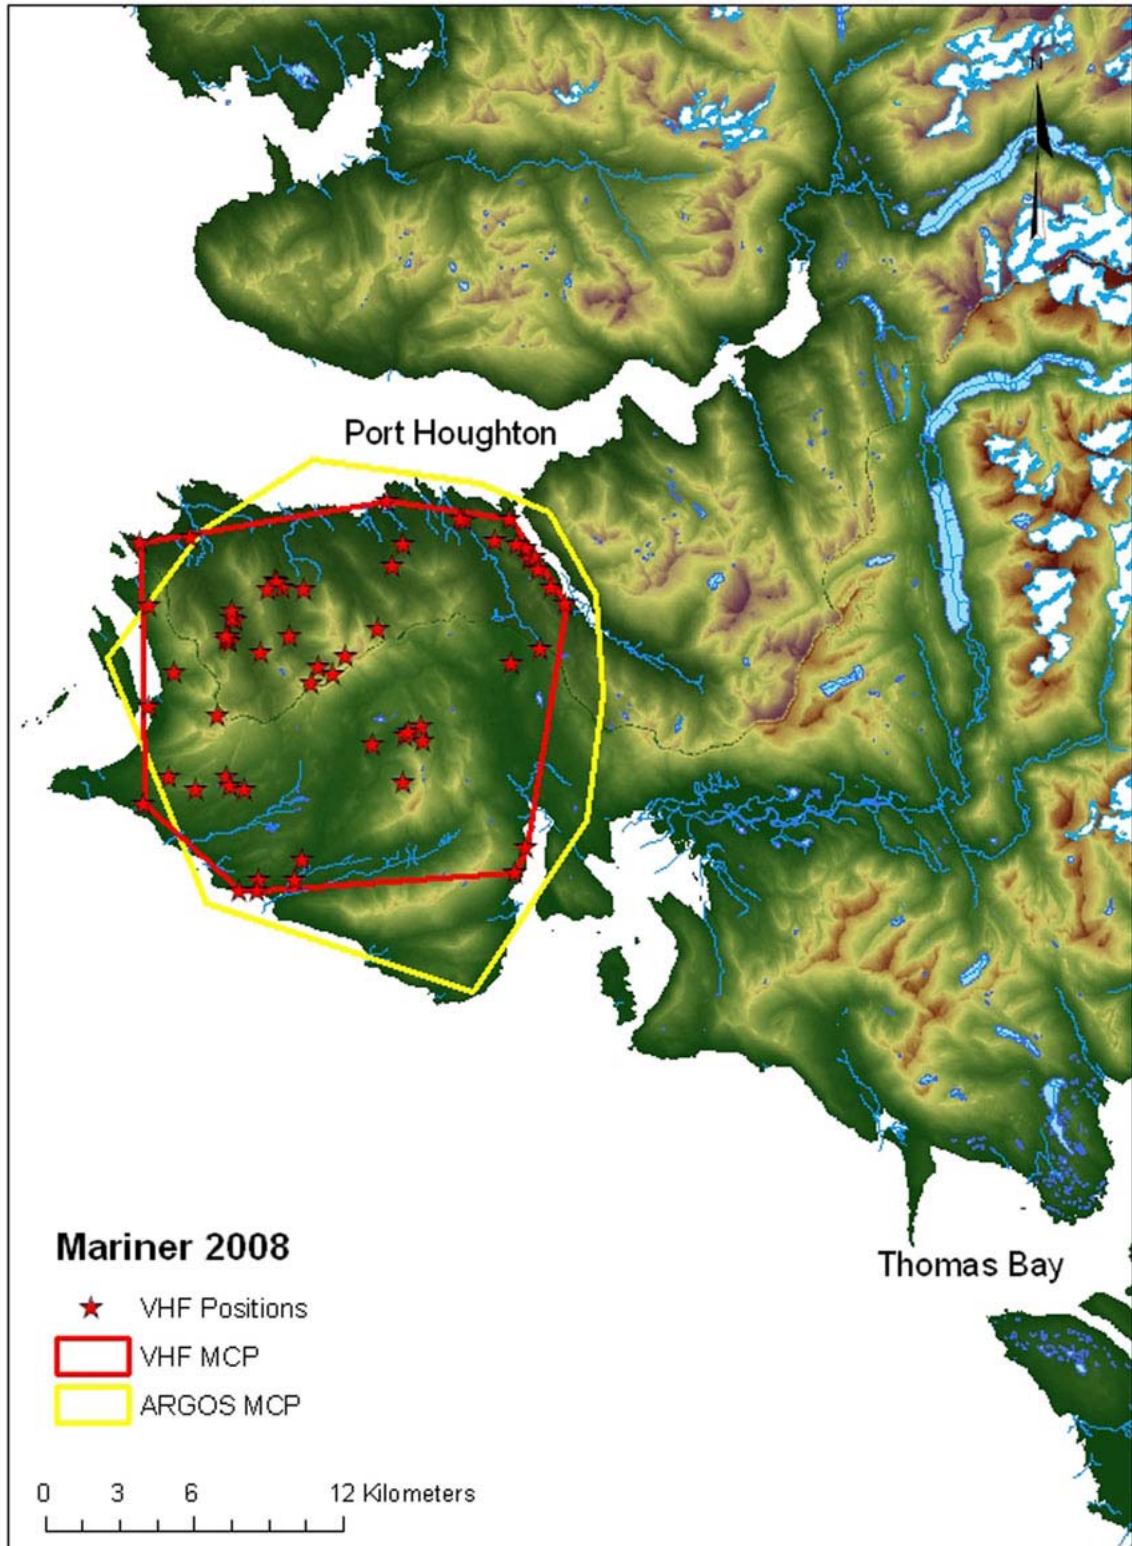 N
Port Houghton
Thomas Bay
Mariner 2008
VHF Positions
VHF MCP
ARGOS MCP
0 3 6 12 Kilometers